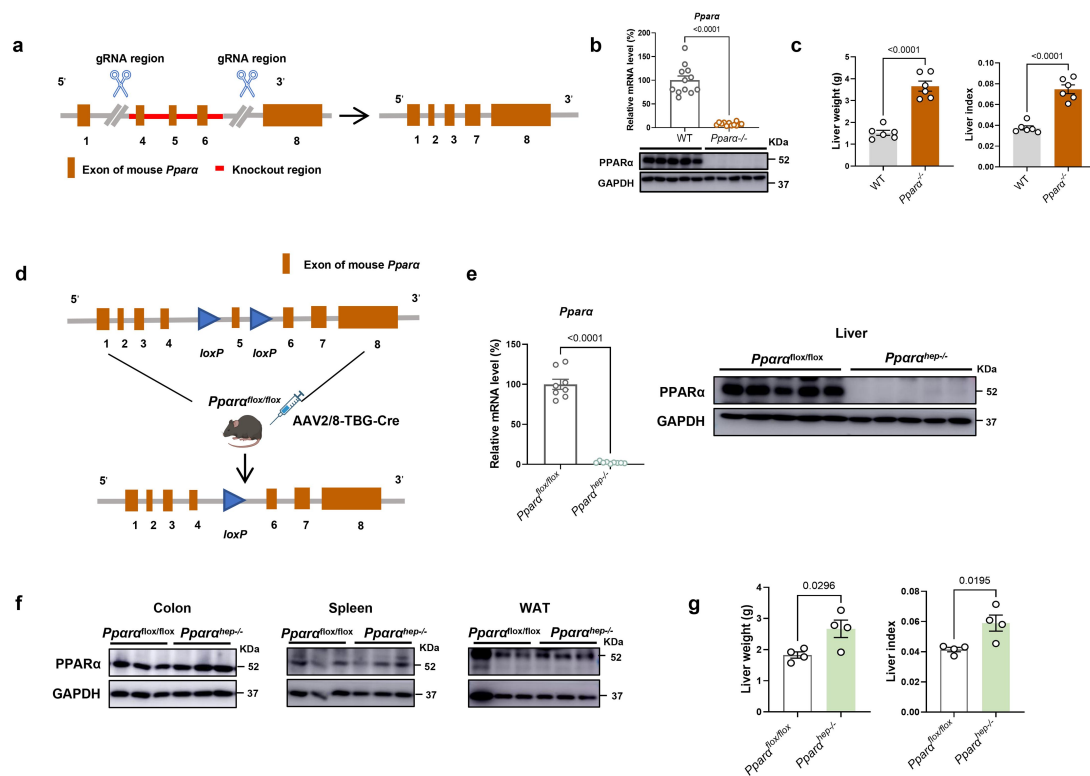 a
gRNA region
gRNA region
5'
3'
1
4
5
6
8
Exon of mouse Pparα
Knockout region
5'
3'
1
2
3
7
8
b
Pparα
<0.0001
Relative mRNA level (%)
200
150
100
50
0
WT
Pparα-/-
KDa
PPARα
52
GAPDH
37
c
<0.0001
Liver weight (g)
6
4
2
0
WT
Pparα-/-
<0.0001
Liver index
0.10
0.08
0.06
0.04
0.02
0.00
WT
Pparα-/-
d
Exon of mouse Pparα
5'
3'
1
2
3
4
loxP
5
loxP
6
7
8
Pparαflox/flox
AAV2/8-TBG-Cre
5'
3'
1
2
3
4
loxP
6
7
8
e
Pparα
<0.0001
Relative mRNA level (%)
150
100
50
0
Pparαflox/flox
Pparαhep-/-
Liver
Pparαflox/flox
Pparαhep-/-
KDa
PPARα
52
GAPDH
37
f
Colon
Pparαflox/flox
Pparαhep-/-
KDa
PPARα
52
GAPDH
37
Spleen
Pparαflox/flox
Pparαhep-/-
KDa
52
37
WAT
Pparαflox/flox
Pparαhep-/-
KDa
52
37
g
0.0296
Liver weight (g)
4
3
2
1
0
Pparαflox/flox
Pparαhep-/-
0.0195
Liver index
0.08
0.06
0.04
0.02
0.00
Pparαflox/flox
Pparαhep-/-